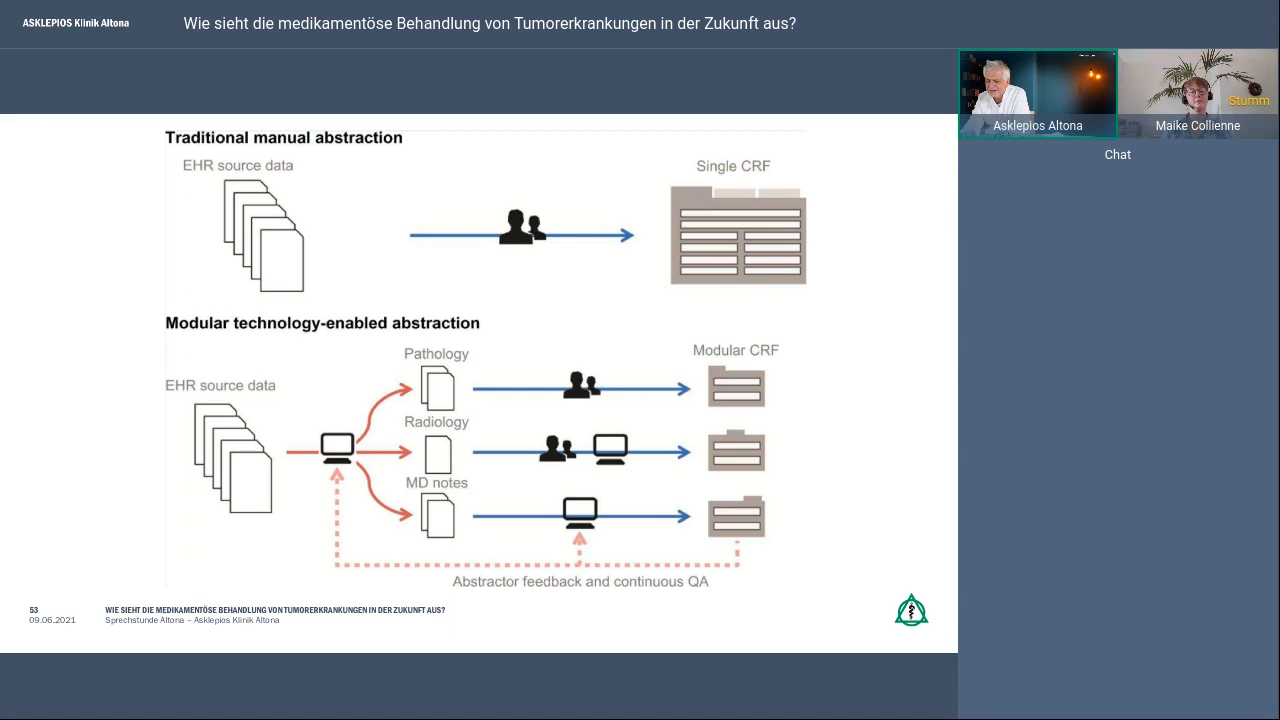 ASKLEPIOS Klinik Altona
Wie sieht die medikamentöse Behandlung von Tumorerkrankungen in der Zukunft aus?
Stumm
Asklepios Altona
Maike Collienne
Chat
Traditional manual abstraction
EHR source data
Single CRF
Modular technology-enabled abstraction
Pathology
Modular CRF
EHR source data
Radiology
MD notes
Abstractor feedback and continuous QA
53
WIE SIEHT DIE MEDIKAMENTÖSE BEHANDLUNG VON TUMORERKRANKUNGEN IN DER ZUKUNFT AUS?
09.06.2021
Sprechstunde Altona – Asklepios Klinik Altona